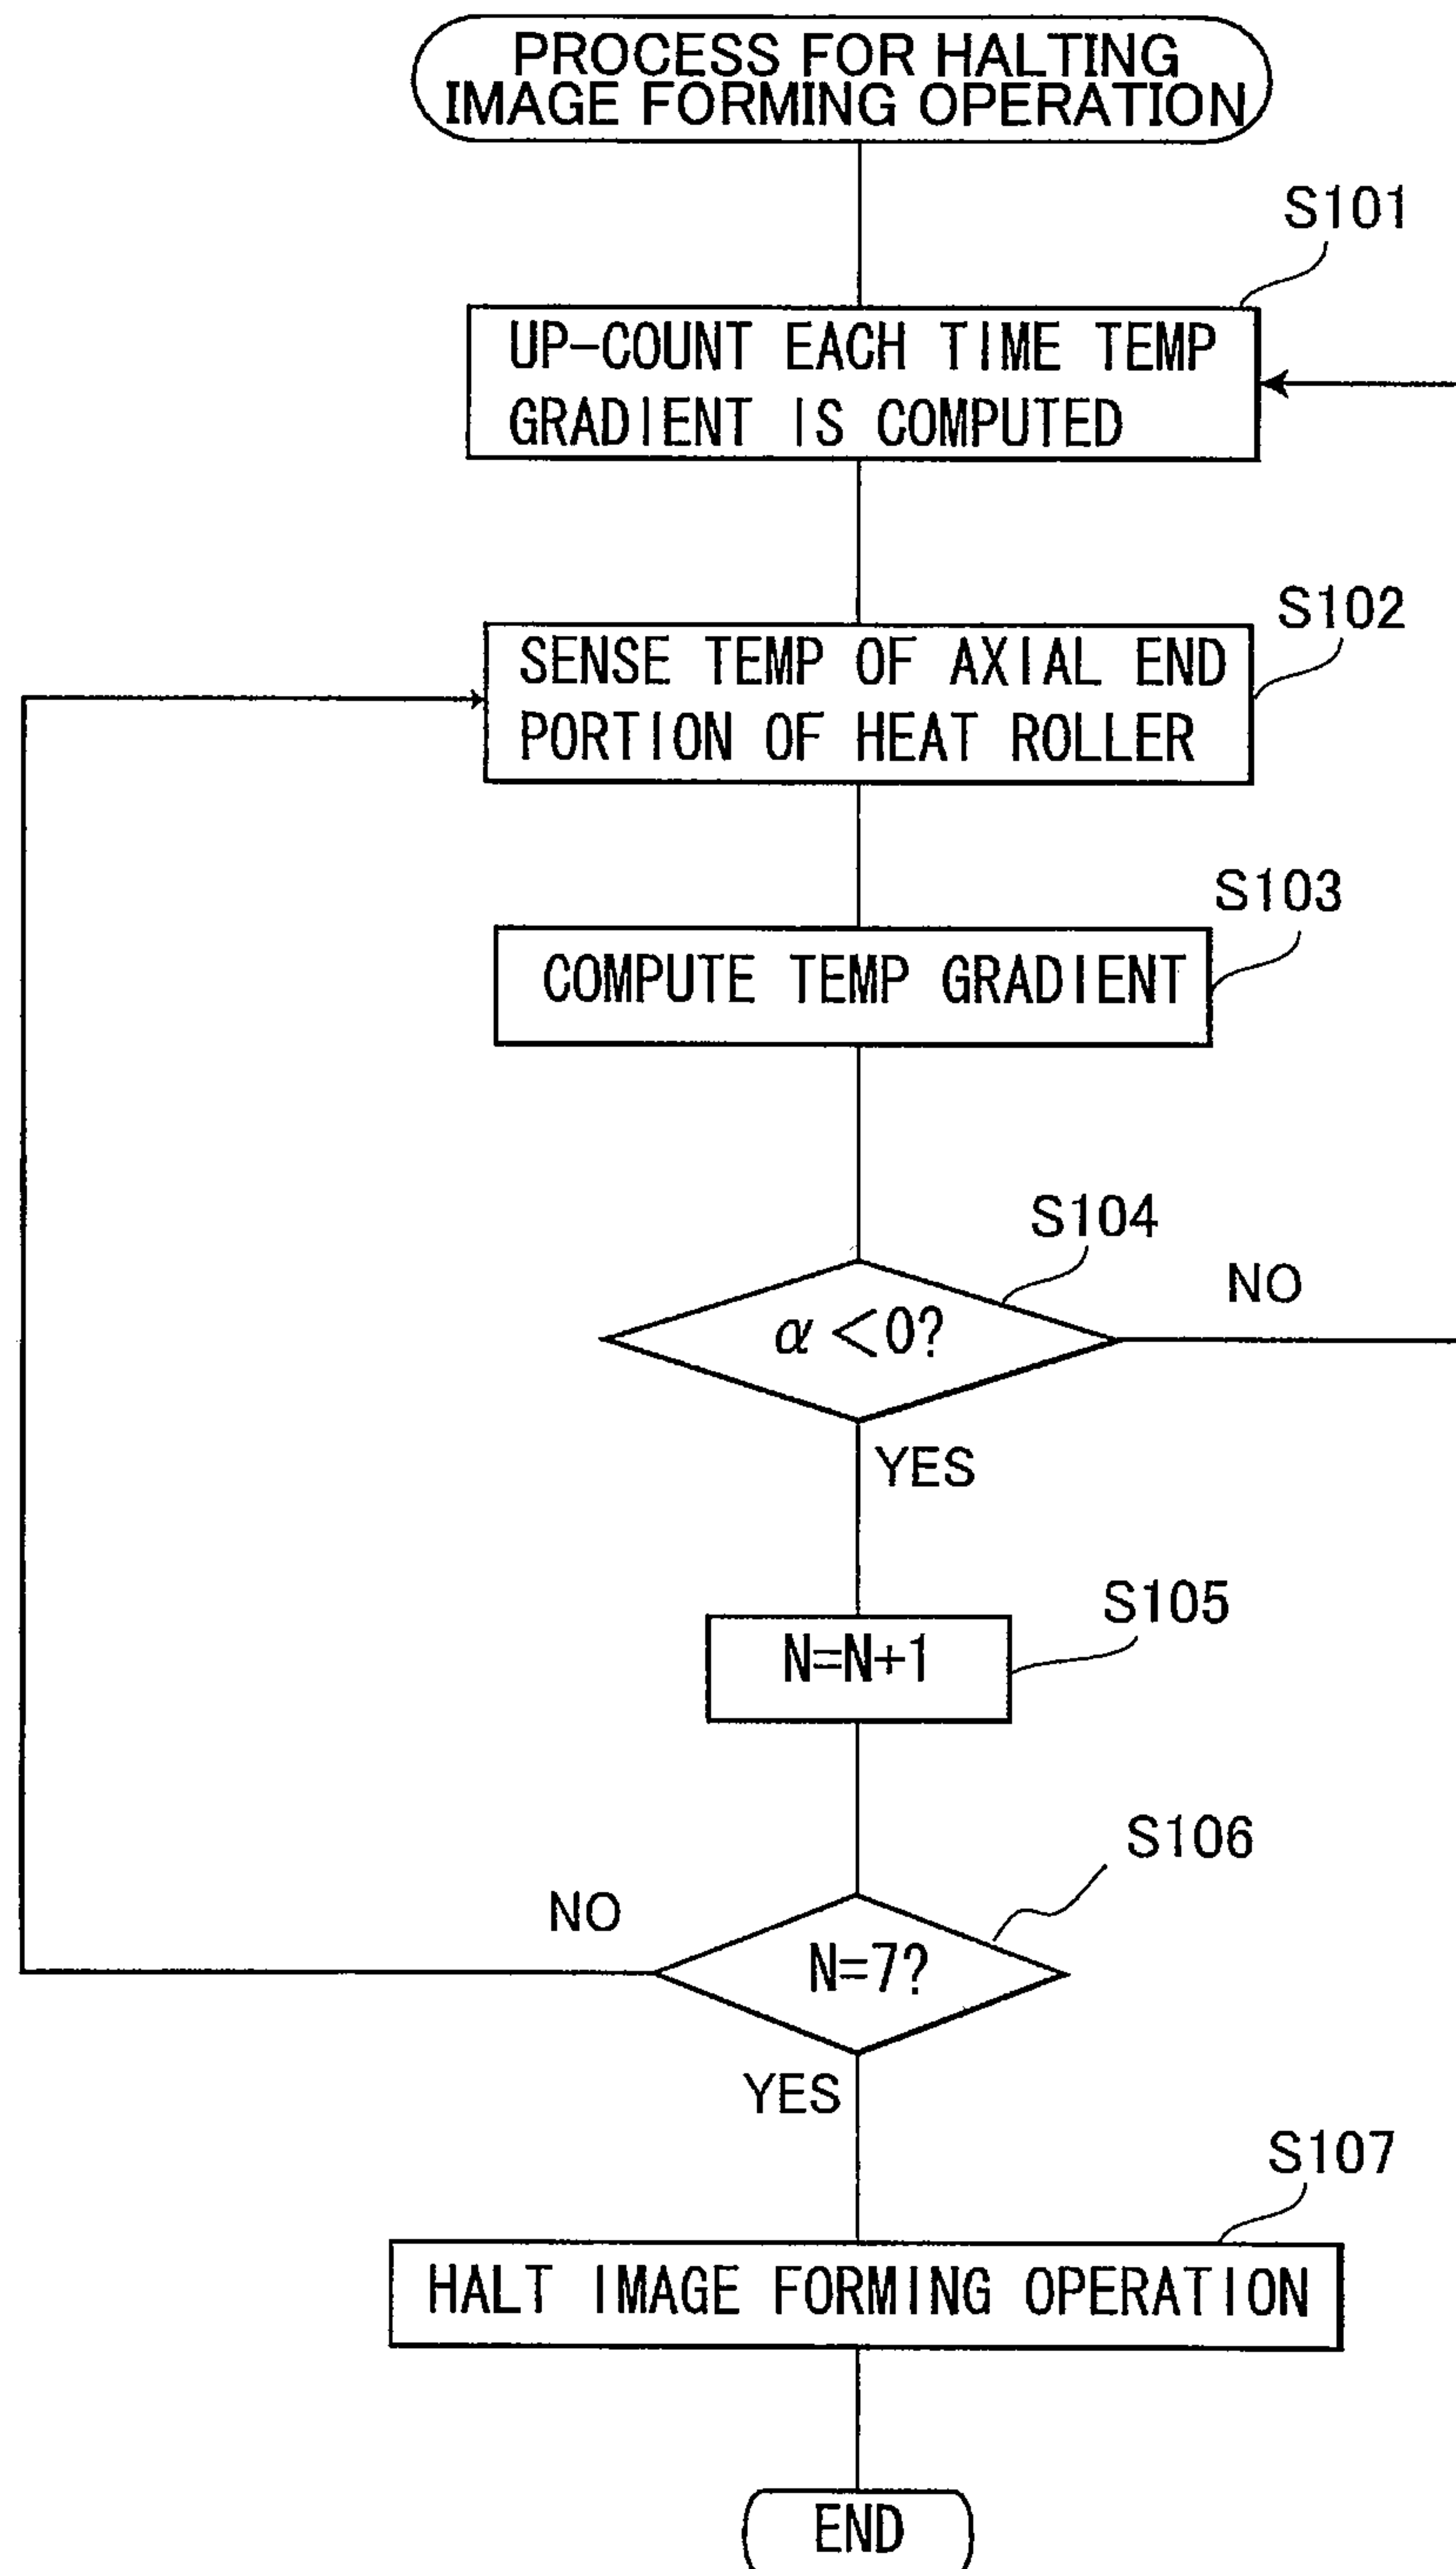 PROCESS FOR HALTING
IMAGE FORMING OPERATION
S101
UP-COUNT EACH TIME TEMP
GRADIENT IS COMPUTED
S102
SENSE TEMP OF AXIAL END
PORTION OF HEAT ROLLER
S103
COMPUTE TEMP GRADIENT
S104
α<0?
NO
YES
S105
N=N+1
S106
NO
N=7?
YES
S107
HALT IMAGE FORMING OPERATION
END